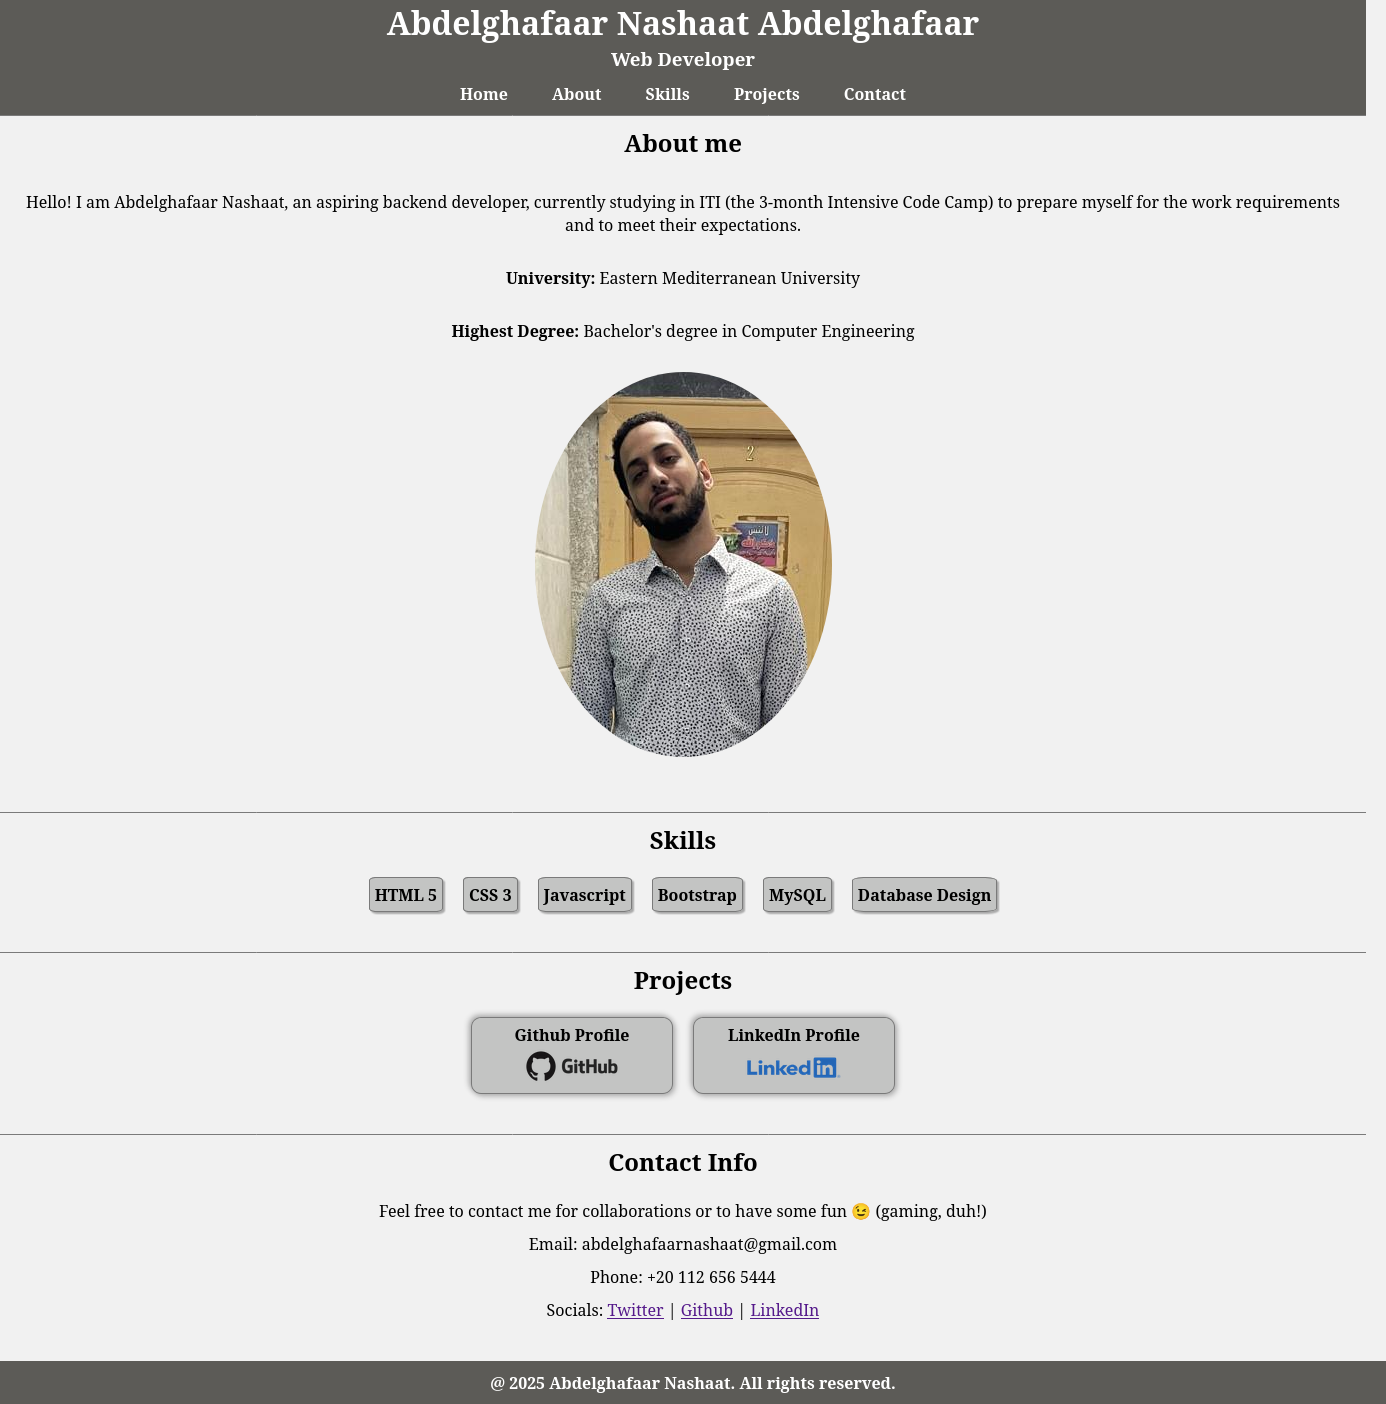 Abdelghafaar Nashaat Abdelghafaar
Web Developer
Home About Skills Projects Contact
About me
Hello! I am Abdelghafaar Nashaat, an aspiring backend developer, currently studying in ITI (the 3-month Intensive Code Camp) to prepare myself for the work requirements
and to meet their expectations.
University: Eastern Mediterranean University
Highest Degree: Bachelor's degree in Computer Engineering
2
Skills
HTML 5 CSS 3 Javascript Bootstrap MySQL Database Design
Projects
Github Profile LinkedIn Profile
GitHub Linkedin
Contact Info
Feel free to contact me for collaborations or to have some fun 😉 (gaming, duh!)
Email: abdelghafaarnashaat@gmail.com
Phone: +20 112 656 5444
Socials: Twitter | Github | LinkedIn
@ 2025 Abdelghafaar Nashaat. All rights reserved.